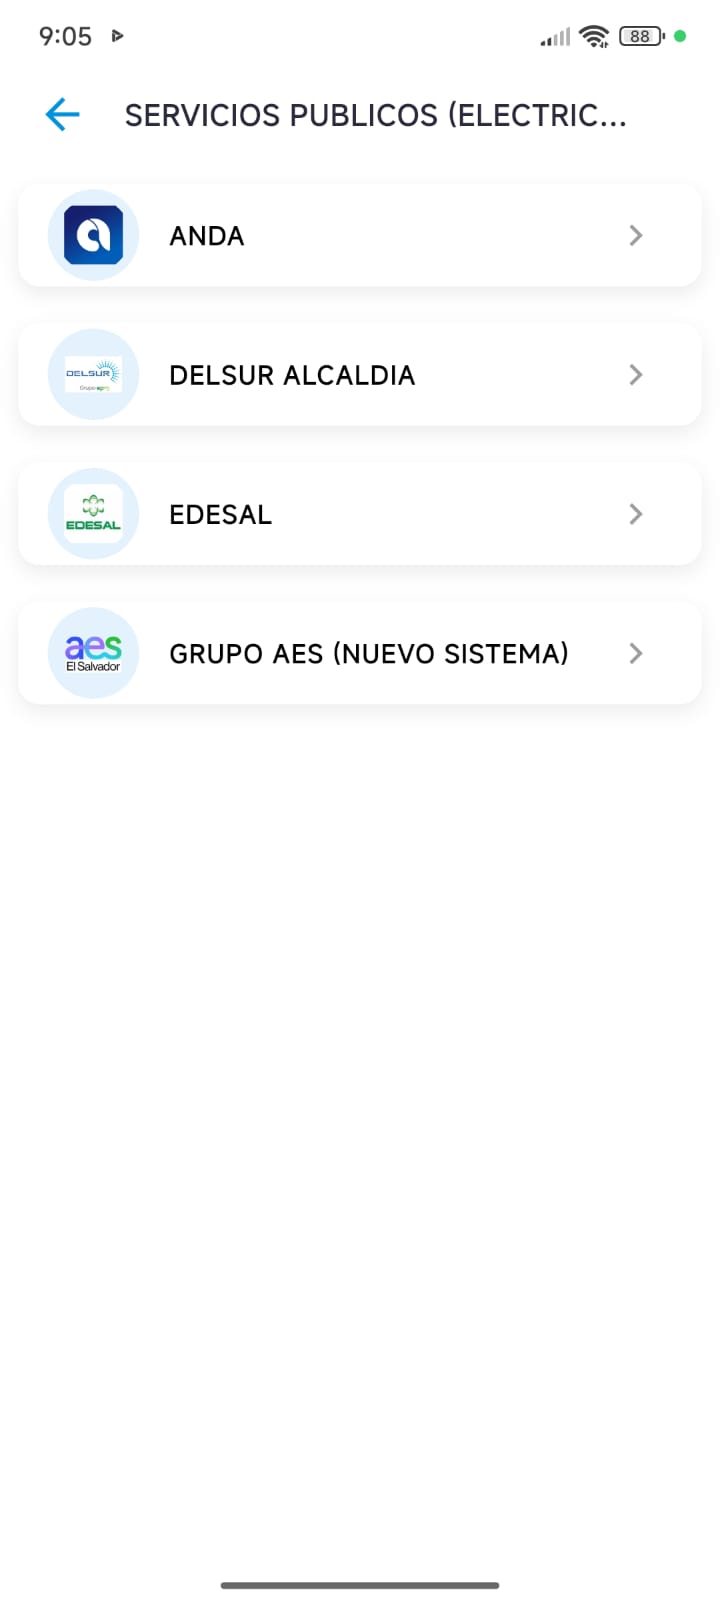 9:05
88
SERVICIOS PUBLICOS (ELECTRIC...
ANDA
DELSUR
Grupo-epm
DELSUR ALCALDIA
EDESAL
EDESAL
aes
El Salvador
GRUPO AES (NUEVO SISTEMA)